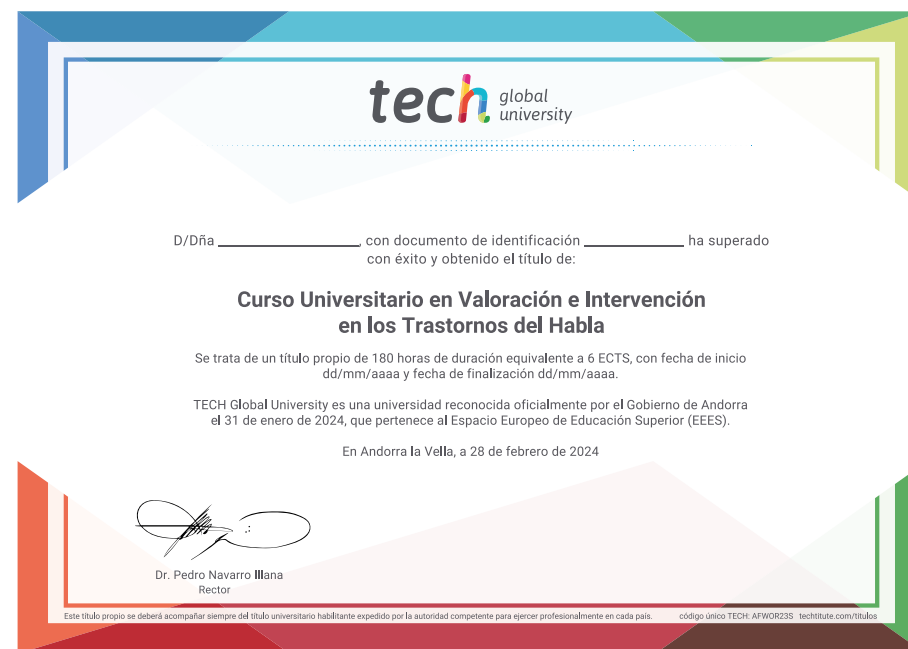 tech global university
D/Dña ____________________, con documento de identificación ______________ ha superado
con éxito y obtenido el título de:
Curso Universitario en Valoración e Intervención
en los Trastornos del Habla
Se trata de un título propio de 180 horas de duración equivalente a 6 ECTS, con fecha de inicio
dd/mm/aaaa y fecha de finalización dd/mm/aaaa.
TECH Global University es una universidad reconocida oficialmente por el Gobierno de Andorra
el 31 de enero de 2024, que pertenece al Espacio Europeo de Educación Superior (EEES).
En Andorra la Vella, a 28 de febrero de 2024
Dr. Pedro Navarro Illana
Rector
Este título propio se deberá acompañar siempre del título universitario habilitante expedido por la autoridad competente para ejercer profesionalmente en cada país. código único TECH: AFWOR23S techtitute.com/titulos